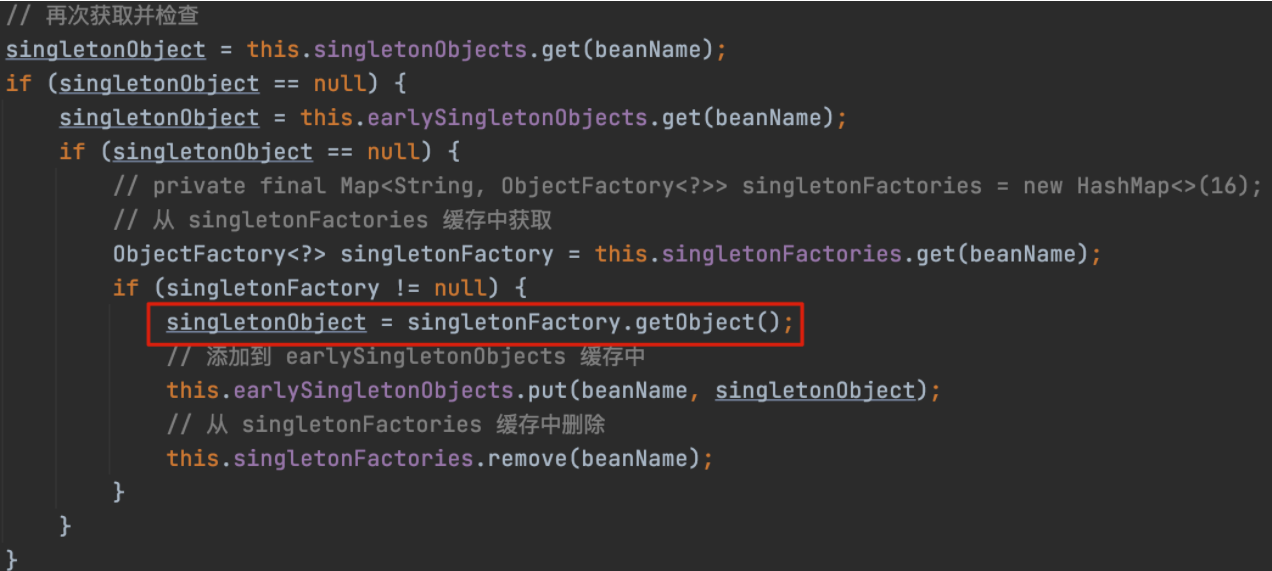 // 再次获取并检查
singletonObject = this.singletonObjects.get(beanName);
if (singletonObject == null) {
    singletonObject = this.earlySingletonObjects.get(beanName);
    if (singletonObject == null) {
        // private final Map<String, ObjectFactory<?>> singletonFactories = new HashMap<>(16);
        // 从 singletonFactories 缓存中获取
        ObjectFactory<?> singletonFactory = this.singletonFactories.get(beanName);
        if (singletonFactory != null) {
            singletonObject = singletonFactory.getObject();
            // 添加到 earlySingletonObjects 缓存中
            this.earlySingletonObjects.put(beanName, singletonObject);
            // 从 singletonFactories 缓存中删除
            this.singletonFactories.remove(beanName);
        }
    }
}